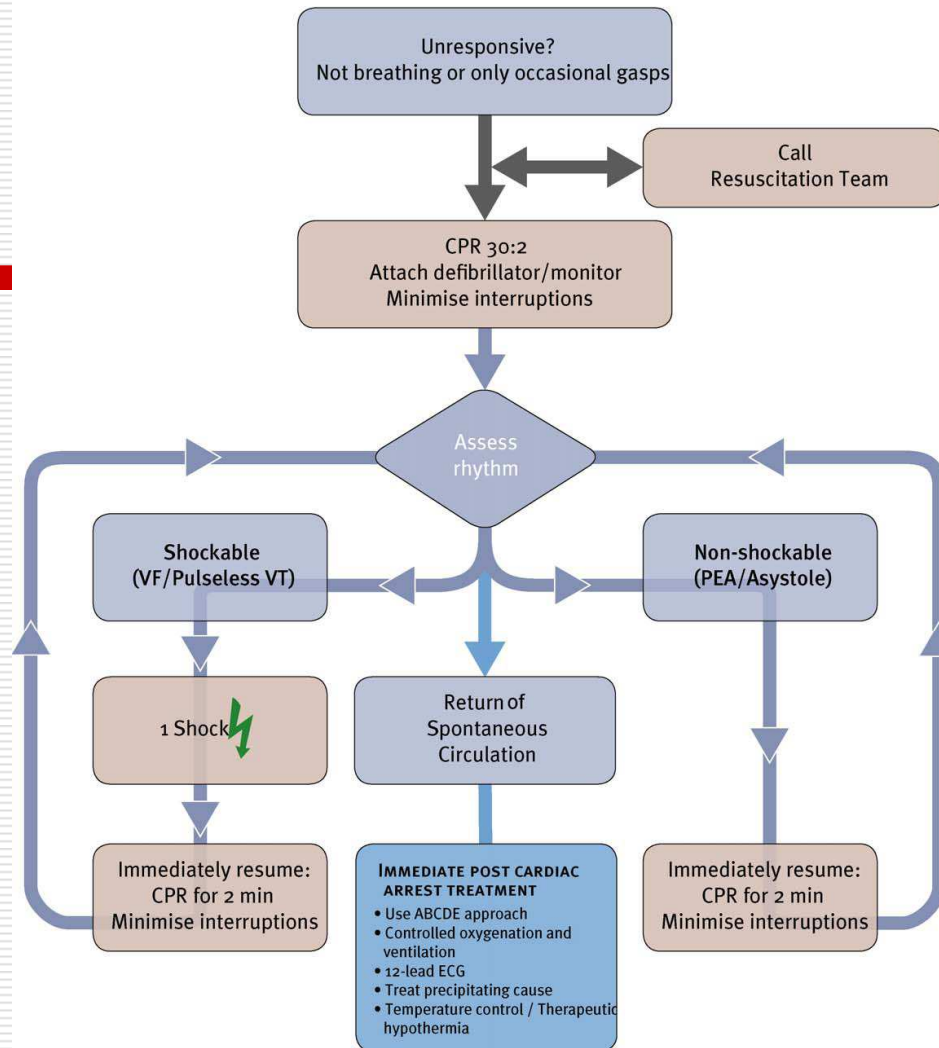 Unresponsive?
Not breathing or only occasional gasps
Call
Resuscitation Team
CPR 30:2
Attach defibrillator/monitor
Minimise interruptions
Assess
rhythm
Shockable
(VF/Pulseless VT)
Non-shockable
(PEA/Asystole)
1 Shock
Return of
Spontaneous
Circulation
Immediately resume:
CPR for 2 min
Minimise interruptions
IMMEDIATE POST CARDIAC
ARREST TREATMENT
• Use ABCDE approach
• Controlled oxygenation and
ventilation
• 12-lead ECG
• Treat precipitating cause
• Temperature control / Therapeutic
hypothermia
Immediately resume:
CPR for 2 min
Minimise interruptions